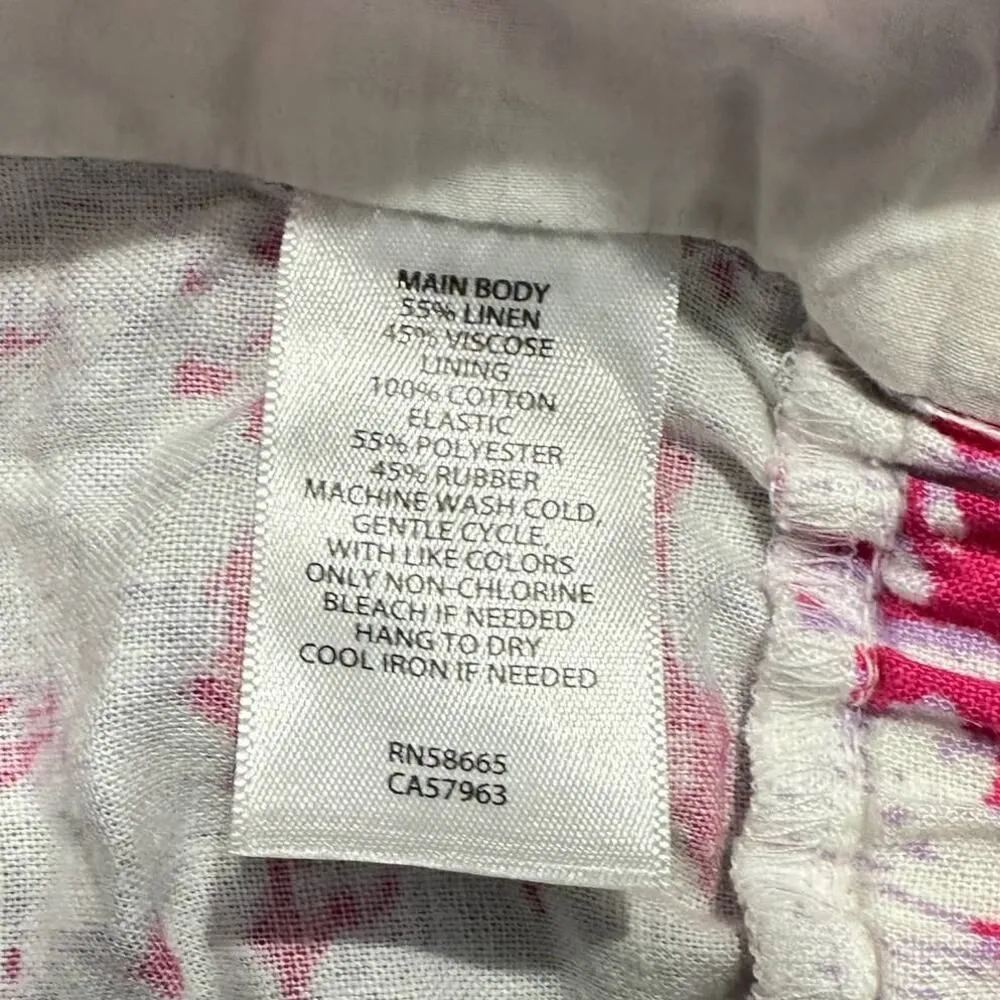 MAIN BODY
55% LINEN
45% VISCOSE
LINING
100% COTTON
ELASTIC
55% POLYESTER
45% RUBBER
MACHINE WASH COLD,
GENTLE CYCLE,
WITH LIKE COLORS
ONLY NON-CHLORINE
BLEACH IF NEEDED
HANG TO DRY
COOL IRON IF NEEDED
RN58665
CA57963